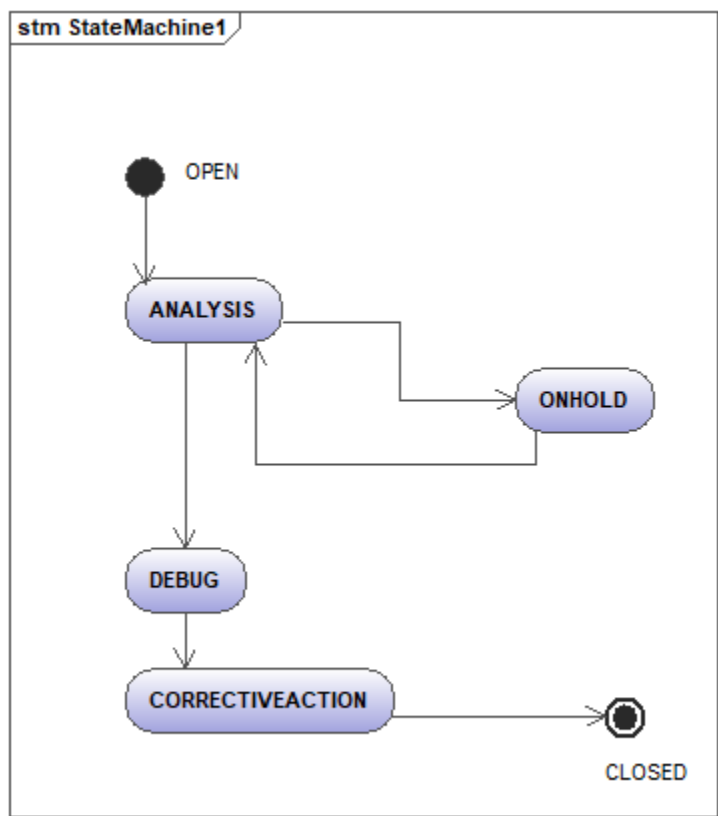 stm StateMachine1
OPEN
ANALYSIS
ONHOLD
DEBUG
CORRECTIVEACTION
CLOSED